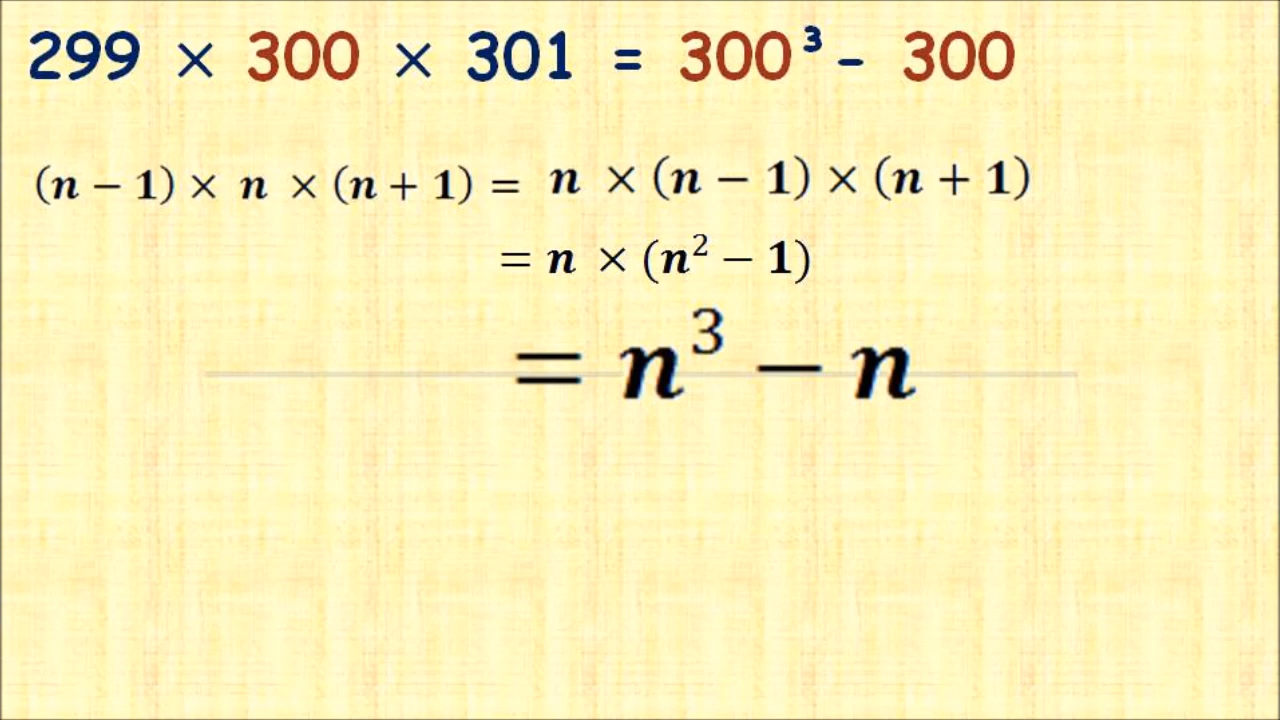 299 × 300 × 301 = 300³ - 300
(n − 1) × n × (n + 1) = n × (n − 1) × (n + 1)
= n × (n² − 1)
= n³ − n